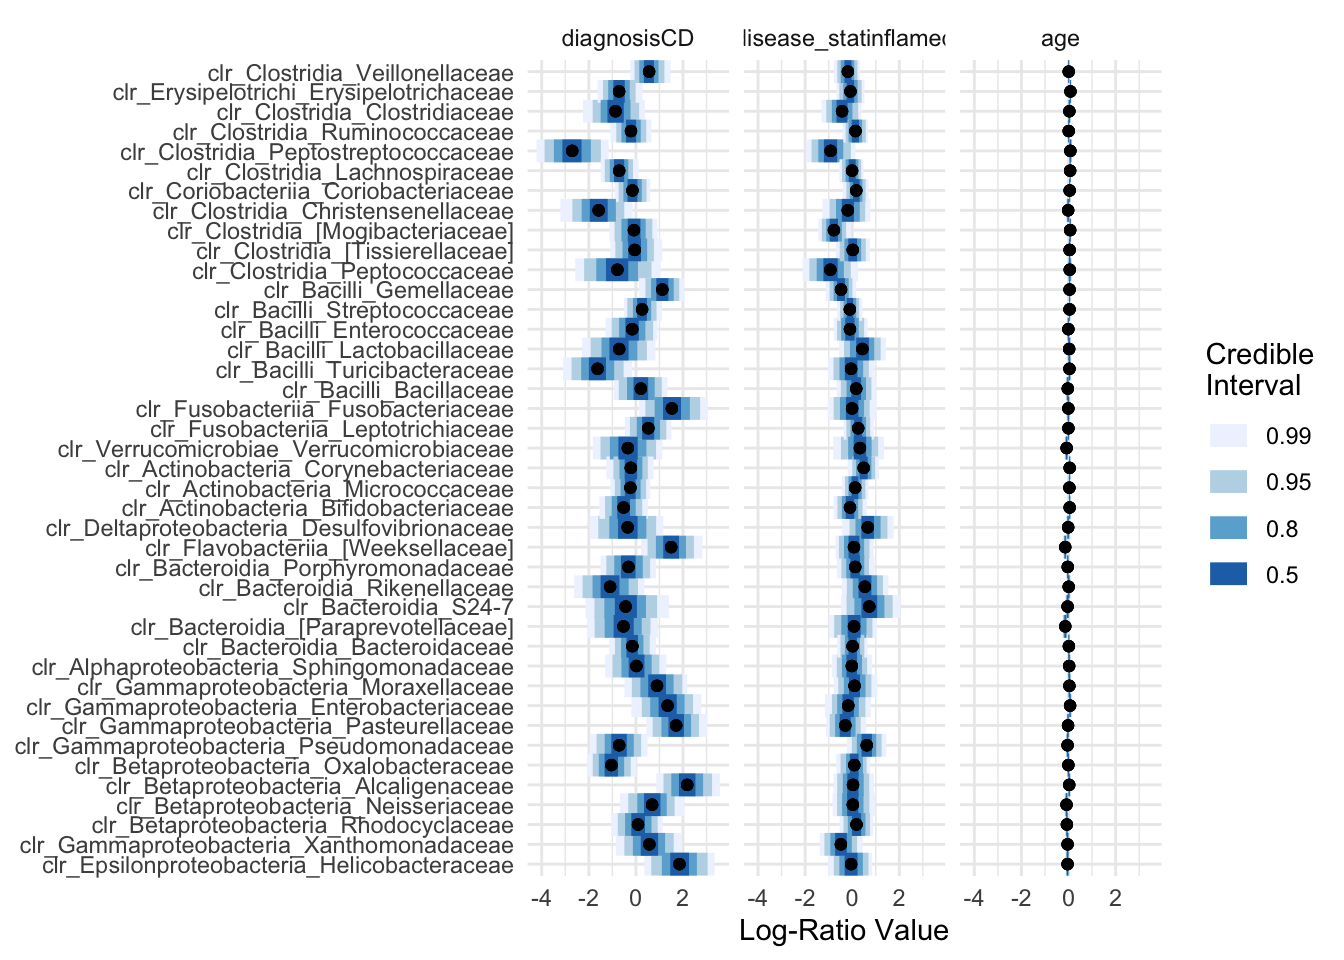 diagnosisCD
lisease_statinflamec
age
clr_Clostridia_Veillonellaceae
clr_Erysipelotrichi_Erysipelotrichaceae
clr_Clostridia_Clostridiaceae
clr_Clostridia_Ruminococcaceae
clr_Clostridia_Peptostreptococcaceae
clr_Clostridia_Lachnospiraceae
clr_Coriobacteriia_Coriobacteriaceae
clr_Clostridia_Christensenellaceae
clr_Clostridia_[Mogibacteriaceae]
clr_Clostridia_[Tissierellaceae]
clr_Clostridia_Peptococcaceae
clr_Bacilli_Gemellaceae
clr_Bacilli_Streptococcaceae
clr_Bacilli_Enterococcaceae
clr_Bacilli_Lactobacillaceae
clr_Bacilli_Turicibacteraceae
clr_Bacilli_Bacillaceae
clr_Fusobacteriia_Fusobacteriaceae
clr_Fusobacteriia_Leptotrichiaceae
clr_Verrucomicrobiae_Verrucomicrobiaceae
clr_Actinobacteria_Corynebacteriaceae
clr_Actinobacteria_Micrococcaceae
clr_Actinobacteria_Bifidobacteriaceae
clr_Deltaproteobacteria_Desulfovibrionaceae
clr_Flavobacteriia_[Weeksellaceae]
clr_Bacteroidia_Porphyromonadaceae
clr_Bacteroidia_Rikenellaceae
clr_Bacteroidia_S24-7
clr_Bacteroidia_[Paraprevotellaceae]
clr_Bacteroidia_Bacteroidaceae
clr_Alphaproteobacteria_Sphingomonadaceae
clr_Gammaproteobacteria_Moraxellaceae
clr_Gammaproteobacteria_Enterobacteriaceae
clr_Gammaproteobacteria_Pasteurellaceae
clr_Gammaproteobacteria_Pseudomonadaceae
clr_Betaproteobacteria_Oxalobacteraceae
clr_Betaproteobacteria_Alcaligenaceae
clr_Betaproteobacteria_Neisseriaceae
clr_Betaproteobacteria_Rhodocyclaceae
clr_Gammaproteobacteria_Xanthomonadaceae
clr_Epsilonproteobacteria_Helicobacteraceae
-4 -2 0 2
-4 -2 0 2
-4 -2 0 2
Log-Ratio Value
Credible
Interval
0.99
0.95
0.8
0.5